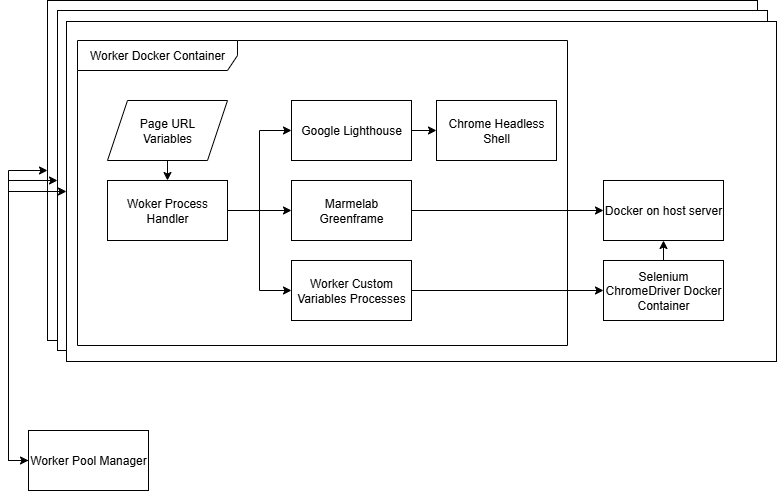 Worker Docker Container
Page URL
Variables
Google Lighthouse
Chrome Headless
Shell
Woker Process
Handler
Marmelab
Greenframe
Docker on host server
Worker Custom
Variables Processes
Selenium
ChromeDriver Docker
Container
Worker Pool Manager